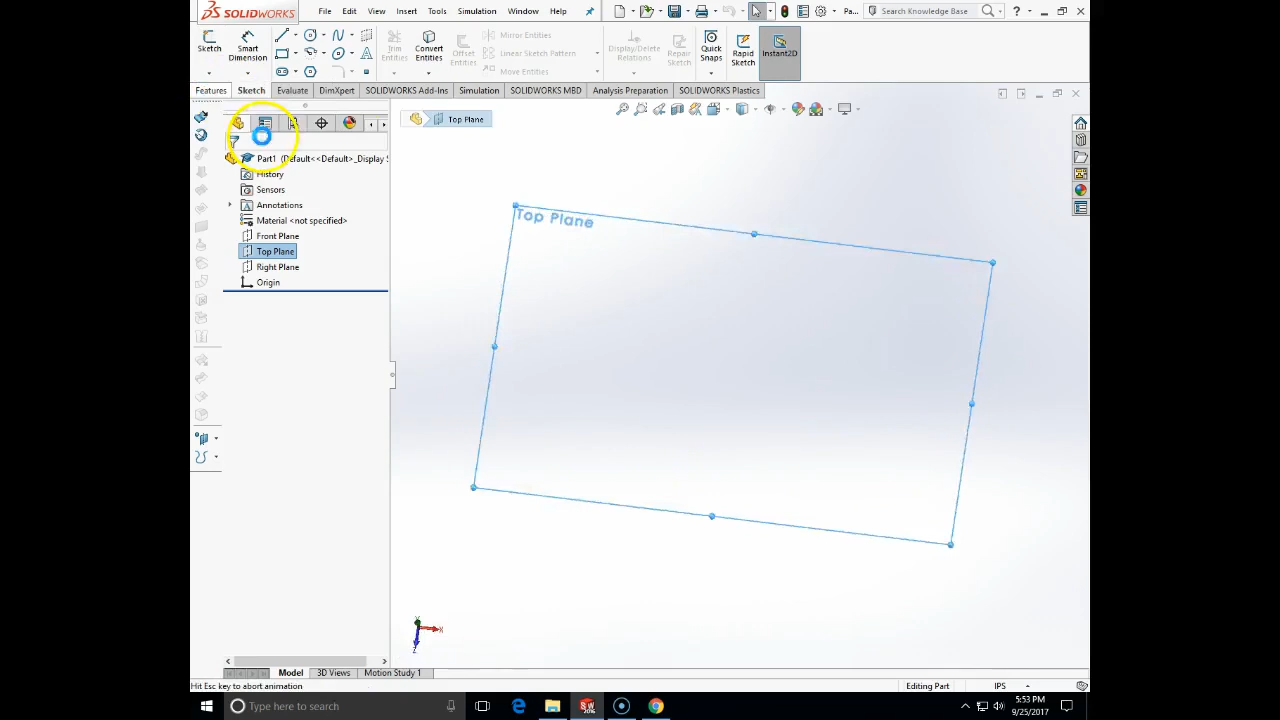 SOLIDWORKS File Edit View Insert Tools Simulation Window Help Pa... Search Knowledge Base ?
Sketch Smart Dimension Trim Entities Convert Entities Offset Entities Mirror Entities Linear Sketch Pattern Move Entities Display/Delete Relations Repair Sketch Quick Snaps Rapid Sketch Instant2D
Features Sketch Evaluate DimXpert SOLIDWORKS Add-Ins Simulation SOLIDWORKS MBD Analysis Preparation SOLIDWORKS Plastics
Top Plane
Part1 (Default<<Default>_Display S
History
Sensors
Annotations
Material <not specified>
Front Plane
Top Plane
Right Plane
Origin
Top Plane
Y
X
Z
Model 3D Views Motion Study 1
Hit Esc key to abort animation Editing Part IPS
Type here to search
SW 2016
5:53 PM
9/25/2017